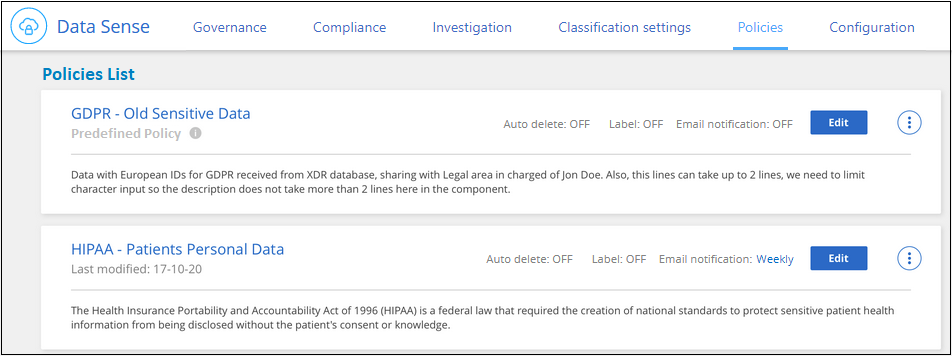 Data Sense Governance Compliance Investigation Classification settings Policies Configuration
Policies List
GDPR - Old Sensitive Data
Predefined Policy i
Auto delete: OFF Label: OFF Email notification: OFF Edit
Data with European IDs for GDPR received from XDR database, sharing with Legal area in charged of Jon Doe. Also, this lines can take up to 2 lines, we need to limit
character input so the description does not take more than 2 lines here in the component.
HIPAA - Patients Personal Data
Last modified: 17-10-20
Auto delete: OFF Label: OFF Email notification: Weekly Edit
The Health Insurance Portability and Accountability Act of 1996 (HIPAA) is a federal law that required the creation of national standards to protect sensitive patient health
information from being disclosed without the patient's consent or knowledge.